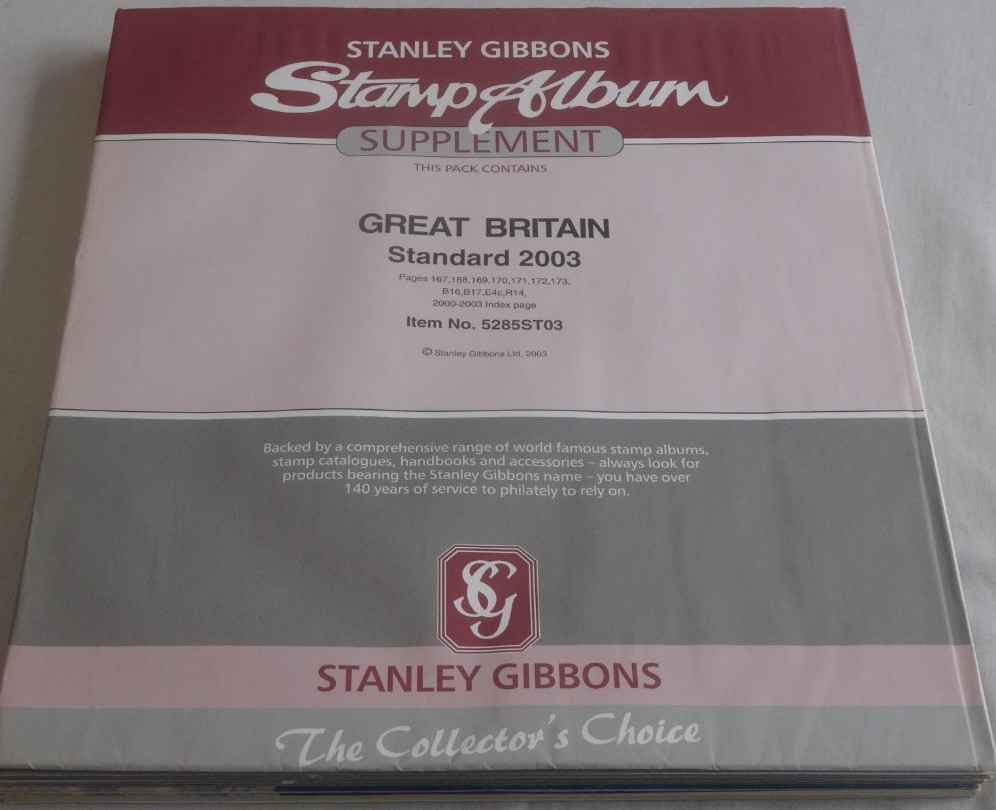 STANLEY GIBBONS
Stamp Album
SUPPLEMENT
THIS PACK CONTAINS
GREAT BRITAIN
Standard 2003
Pages 167,168,169,170,171,172,173,
B16,B17,E4c,R14,
2000-2003 Index page
Item No. 5285ST03
© Stanley Gibbons Ltd, 2003
Backed by a comprehensive range of world famous stamp albums,
stamp catalogues, handbooks and accessories – always look for
products bearing the Stanley Gibbons name – you have over
140 years of service to philately to rely on.
SG
STANLEY GIBBONS
The Collector's Choice